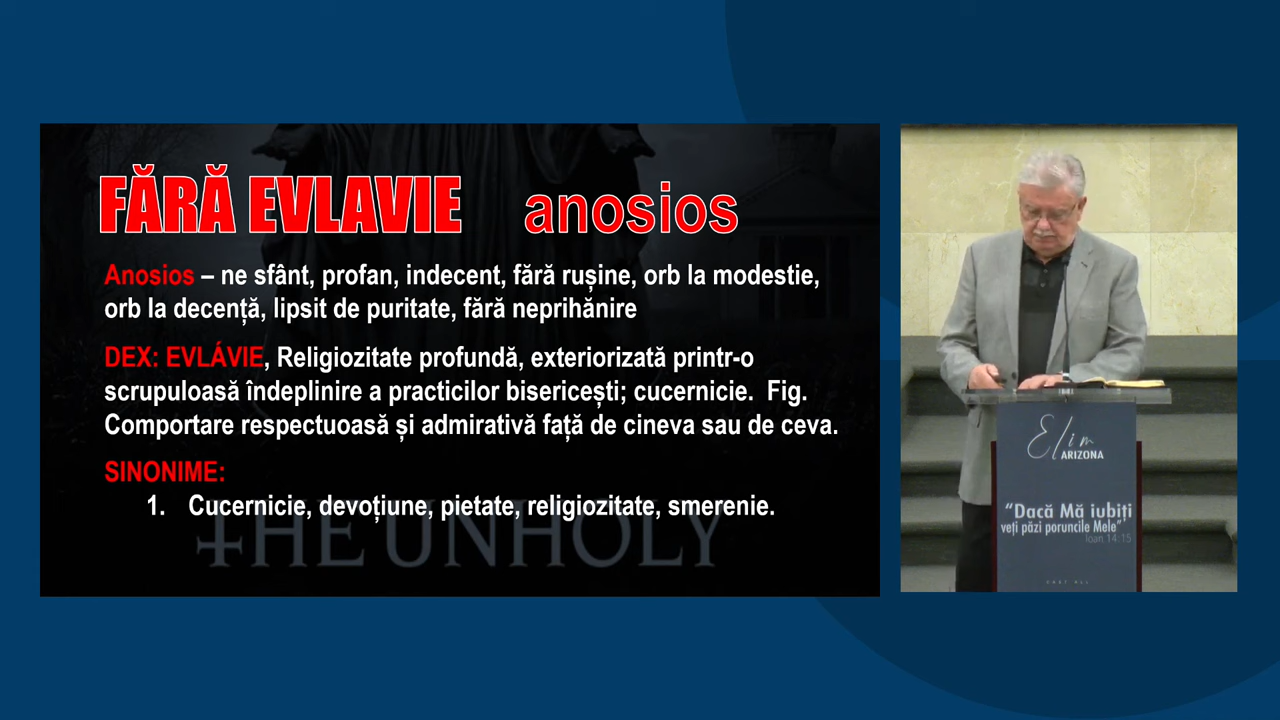 FĂRĂ EVLAVIE anosios
Anosios – ne sfânt, profan, indecent, fără rușine, orb la modestie,
orb la decență, lipsit de puritate, fără neprihănire
DEX: EVLÁVIE, Religiozitate profundă, exteriorizată printr-o
scrupuloasă îndeplinire a practicilor bisericești; cucernicie. Fig.
Comportare respectuoasă și admirativă față de cineva sau de ceva.
SINONIME:
1. Cucernicie, devoțiune, pietate, religiozitate, smerenie.
THE UNHOLY
Elim
ARIZONA
“Dacă Mă iubiți
veți păzi poruncile Mele”
Ioan 14:15